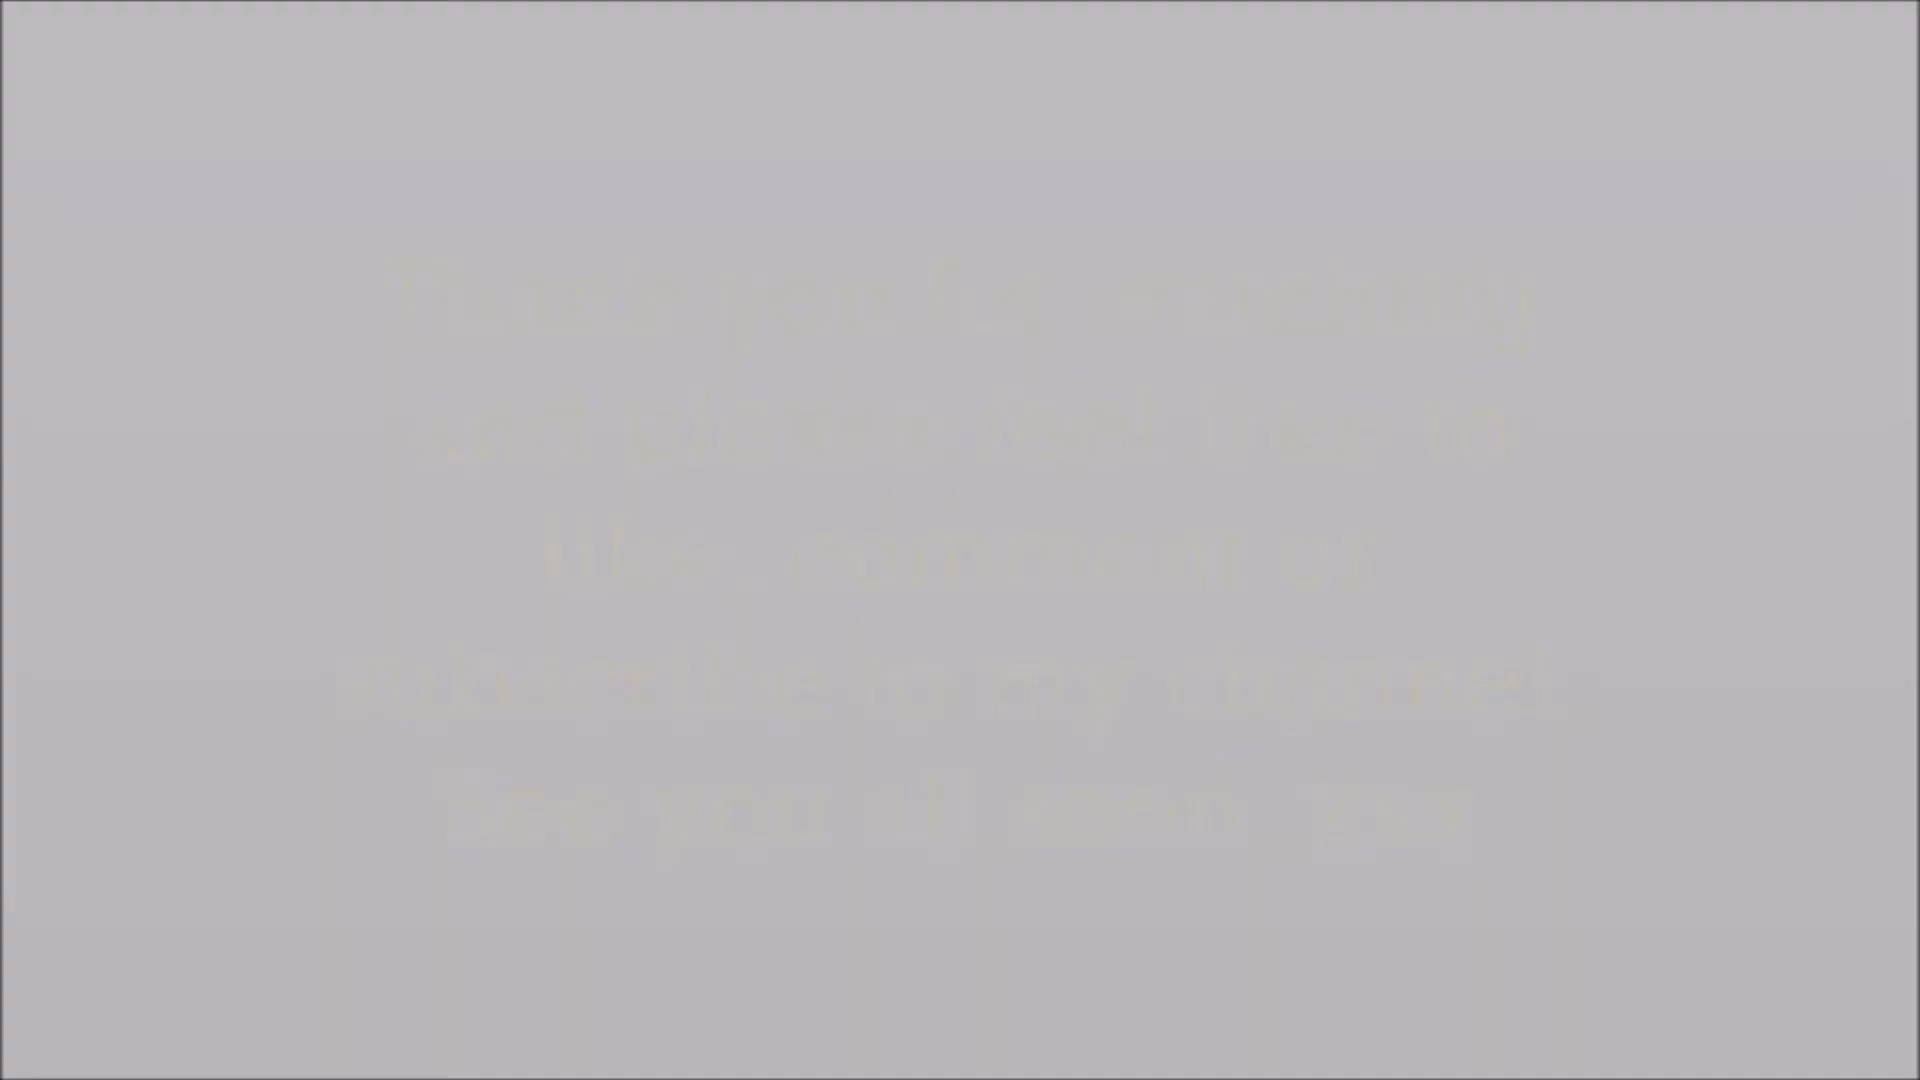 Thank you for watching
and please feel free to
like, comment or
subscribe to my channel
See you all soon